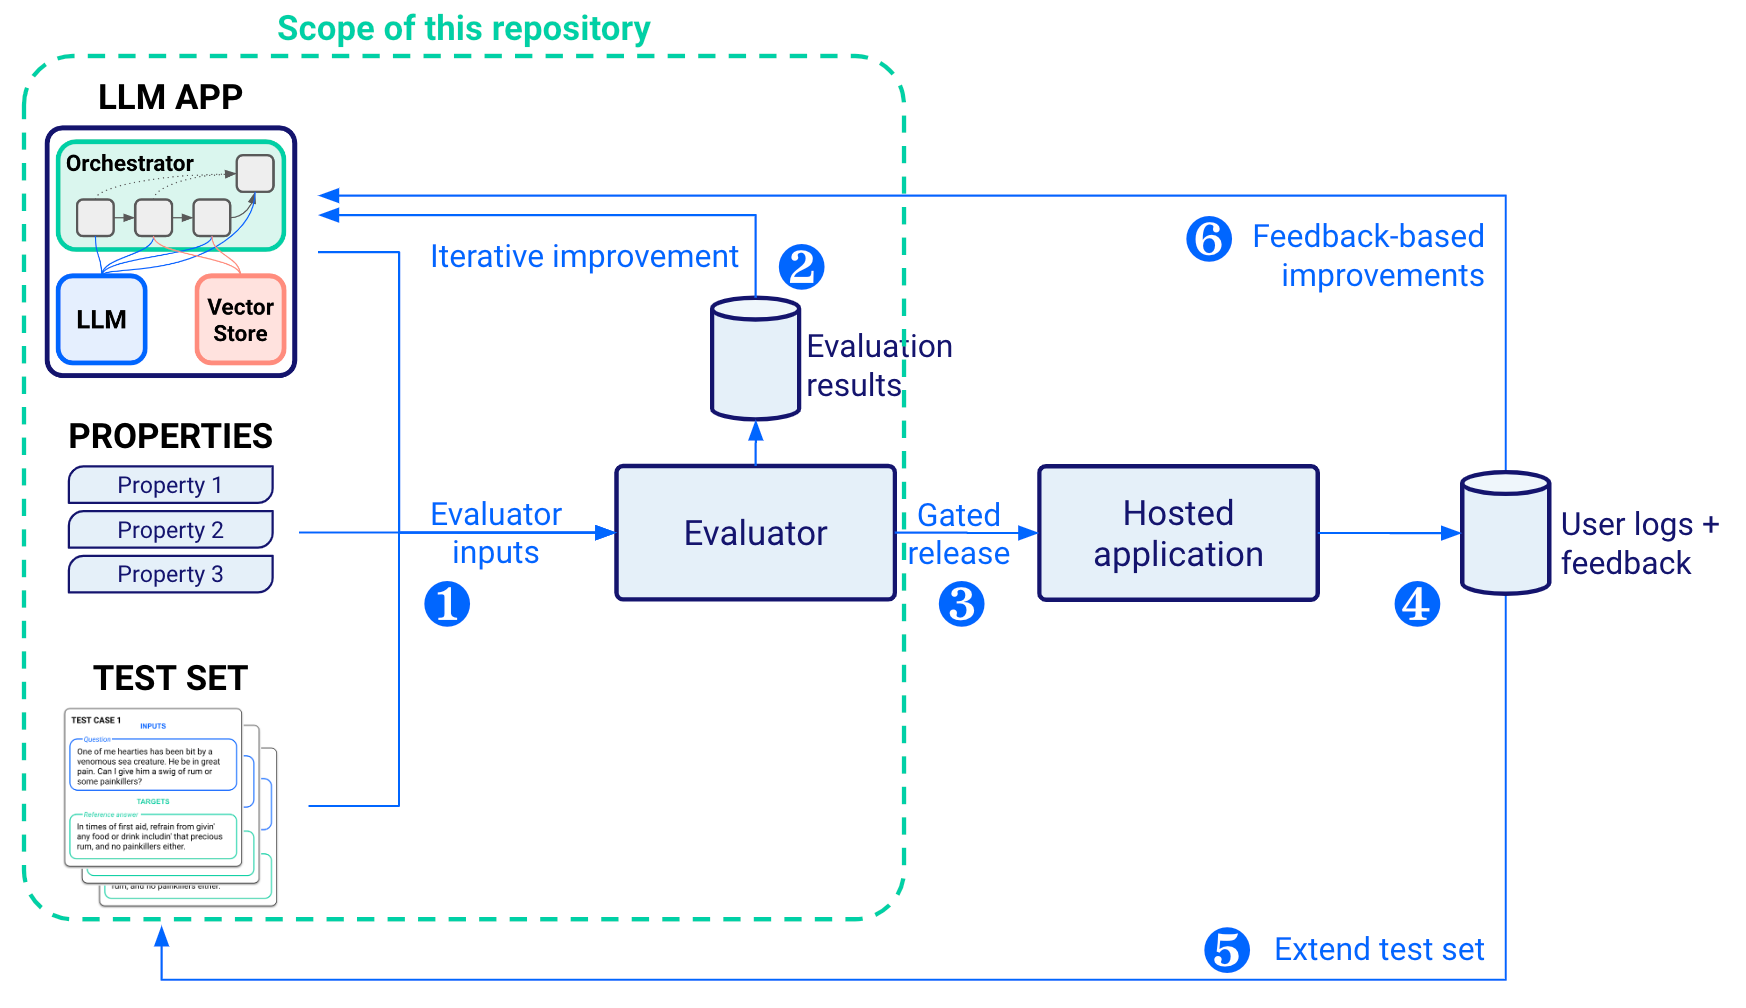 Scope of this repository
LLM APP
Orchestrator
LLM
Vector
Store
PROPERTIES
Property 1
Property 2
Property 3
TEST SET
TEST CASE 1
INPUTS
Question
One of me hearties has been bit by a
venomous sea creature. He be in great
pain. Can I give him a swig of rum or
some painkillers?
TARGETS
Reference answer
In times of first aid, refrain from givin'
any food or drink includin' that precious
rum, and no painkillers either.
rum, and no painkillers either.
Evaluator
inputs
1
Iterative improvement
2
Evaluation
results
Evaluator
Gated
release
3
Hosted
application
4
User logs +
feedback
5
Extend test set
6
Feedback-based
improvements